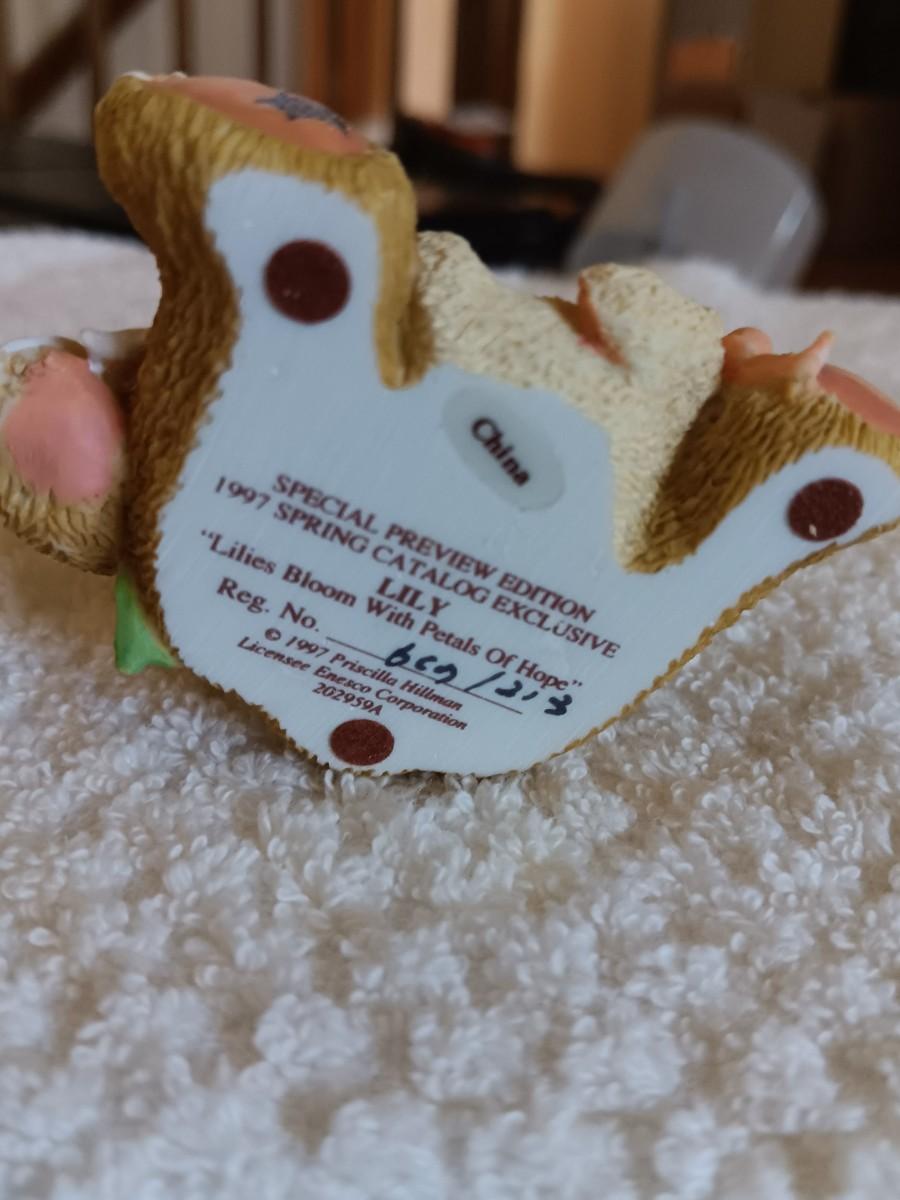 China
SPECIAL PREVIEW EDITION
1997 SPRING CATALOG EXCLUSIVE
LILY
"Lilies Bloom With Petals Of Hope"
Reg. No.
© 1997 Priscilla Hillman
Licensee Enesco Corporation
202959A